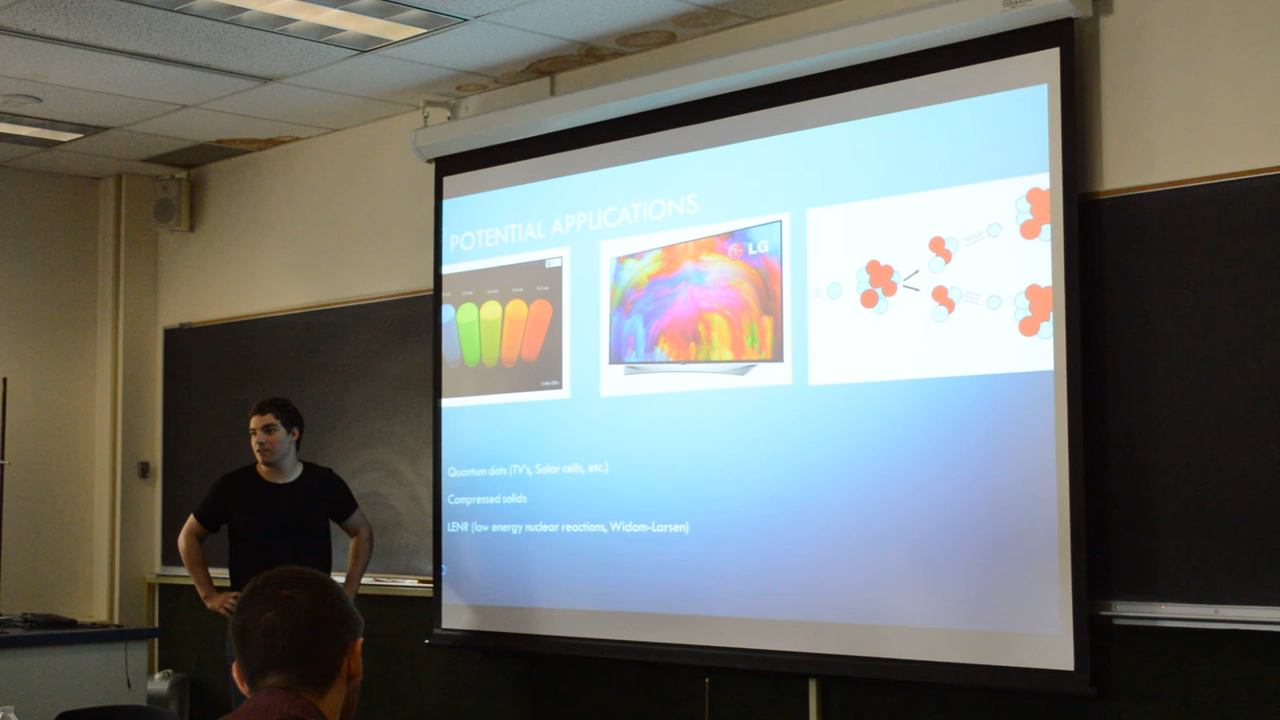 POTENTIAL APPLICATIONS
LG
Quantum dots (TV's, Solar cells, etc.)
Compressed solids
LENR (low energy nuclear reactions, Widom-Larsen)